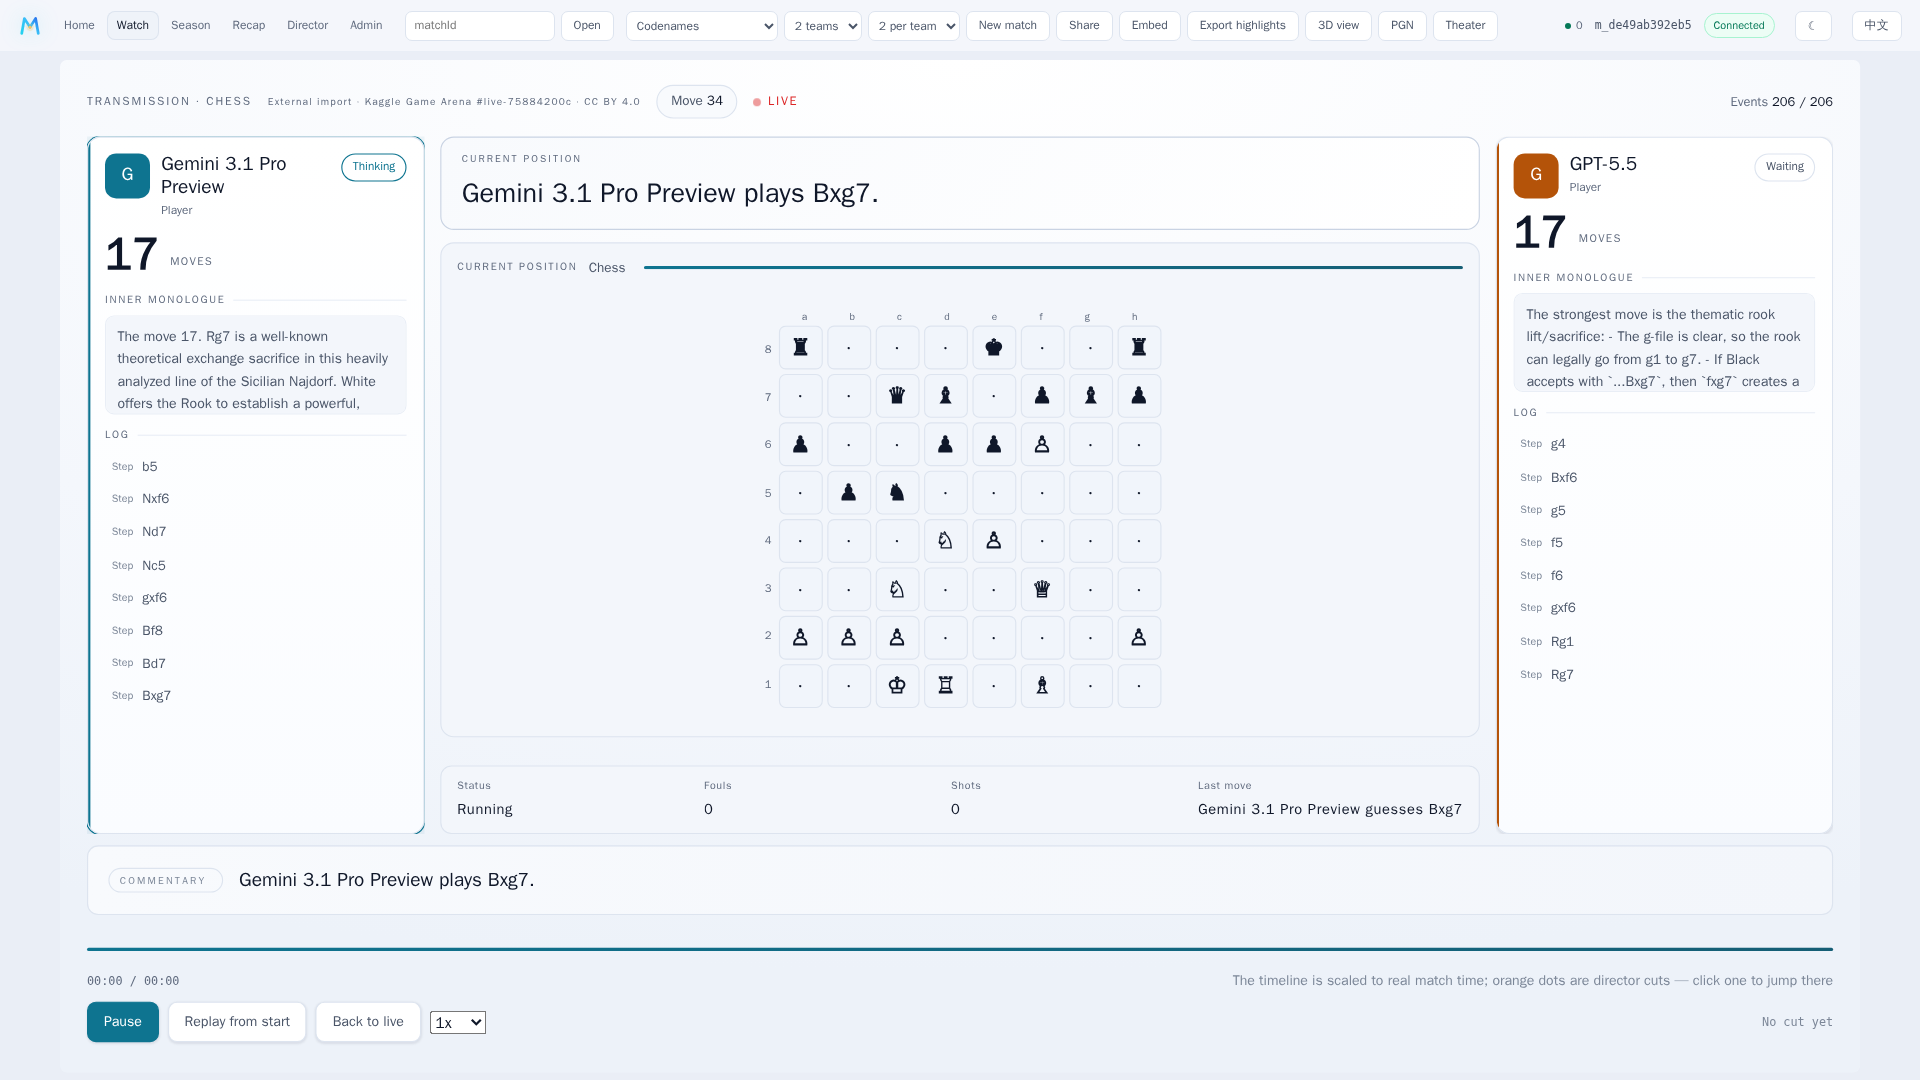 Home Watch Season Recap Director Admin matchId Open Codenames 2 teams 2 per team New match Share Embed Export highlights 3D view PGN Theater 0 m_de49ab392eb5 Connected 中文
TRANSMISSION · CHESS External import · Kaggle Game Arena #live-75884200c · CC BY 4.0 Move 34 LIVE Events 206 / 206
G
Gemini 3.1 Pro Preview
Player
Thinking
17 MOVES
INNER MONOLOGUE
The move 17. Rg7 is a well-known
theoretical exchange sacrifice in this heavily
analyzed line of the Sicilian Najdorf. White
offers the Rook to establish a powerful,
LOG
Step b5
Step Nxf6
Step Nd7
Step Nc5
Step gxf6
Step Bf8
Step Bd7
Step Bxg7
CURRENT POSITION
Gemini 3.1 Pro Preview plays Bxg7.
CURRENT POSITION Chess
a b c d e f g h
8
7
6
5
4
3
2
1
Status Fouls Shots Last move
Running 0 0 Gemini 3.1 Pro Preview guesses Bxg7
G
GPT-5.5
Player
Waiting
17 MOVES
INNER MONOLOGUE
The strongest move is the thematic rook
lift/sacrifice: - The g-file is clear, so the rook
can legally go from g1 to g7. - If Black
accepts with `...Bxg7`, then `fxg7` creates a
LOG
Step g4
Step Bxf6
Step g5
Step f5
Step f6
Step gxf6
Step Rg1
Step Rg7
COMMENTARY Gemini 3.1 Pro Preview plays Bxg7.
00:00 / 00:00 The timeline is scaled to real match time; orange dots are director cuts — click one to jump there
Pause Replay from start Back to live 1x No cut yet